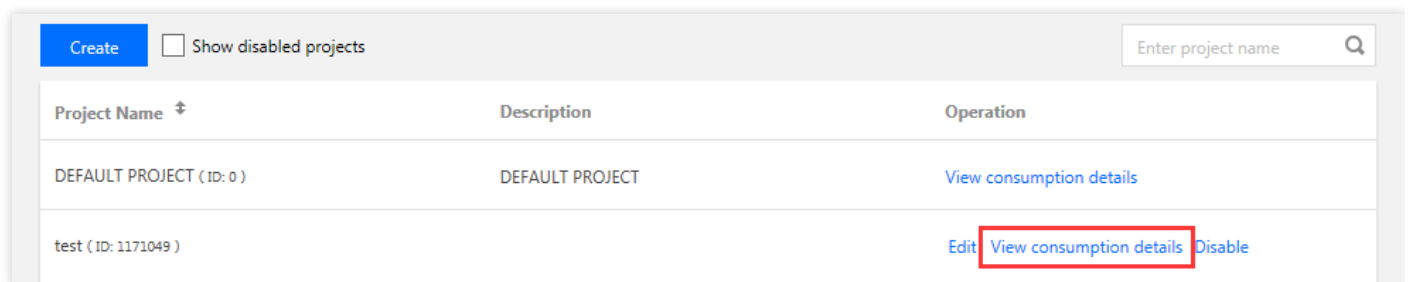 Create Show disabled projects Enter project name
Project Name Description Operation
DEFAULT PROJECT ( ID: 0 ) DEFAULT PROJECT View consumption details
test ( ID: 1171049 ) Edit View consumption details Disable